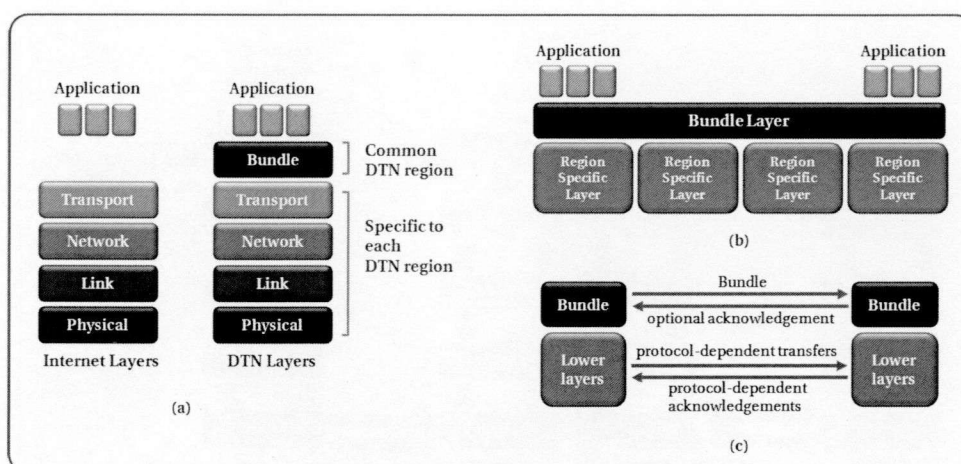 Application
Transport
Network
Link
Physical
Internet Layers
Application
Bundle
Transport
Network
Link
Physical
DTN Layers
Common
DTN region
Specific to
each
DTN region
(a)
Application
Application
Bundle Layer
Region
Specific
Layer
Region
Specific
Layer
Region
Specific
Layer
Region
Specific
Layer
(b)
Bundle
Bundle
optional acknowledgement
Bundle
Lower
layers
protocol-dependent transfers
protocol-dependent
acknowledgements
Lower
layers
(c)